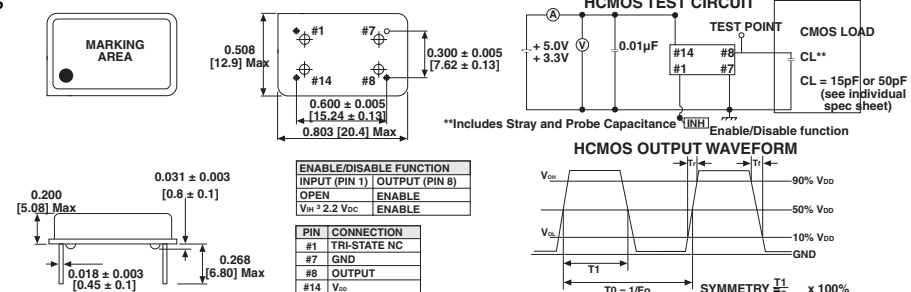 HCMOS TEST CIRCUIT
MARKING
AREA
0.508
[12.9] Max
#1
#7
#14
#8
0.300 ± 0.005
[7.62 ± 0.13]
0.600 ± 0.005
[15.24 ± 0.13]
0.803 [20.4] Max
A
+ 5.0V
+ 3.3V
V
0.01µF
TEST POINT
#14
#8
#1
#7
CMOS LOAD
CL**
CL = 15pF or 50pF
(see individual
spec sheet)
**Includes Stray and Probe Capacitance
INH
Enable/Disable function
0.200
[5.08] Max
0.031 ± 0.003
[0.8 ± 0.1]
0.018 ± 0.003
[0.45 ± 0.1]
0.268
[6.80] Max
ENABLE/DISABLE FUNCTION
INPUT (PIN 1) OUTPUT (PIN 8)
OPEN ENABLE
VIH ³ 2.2 VDC ENABLE
PIN CONNECTION
#1 TRI-STATE NC
#7 GND
#8 OUTPUT
#14 VDD
HCMOS OUTPUT WAVEFORM
Tr
Tf
VOH
90% VDD
50% VDD
VOL
10% VDD
GND
T1
T0 = 1/Fo
SYMMETRY T1 x 100%